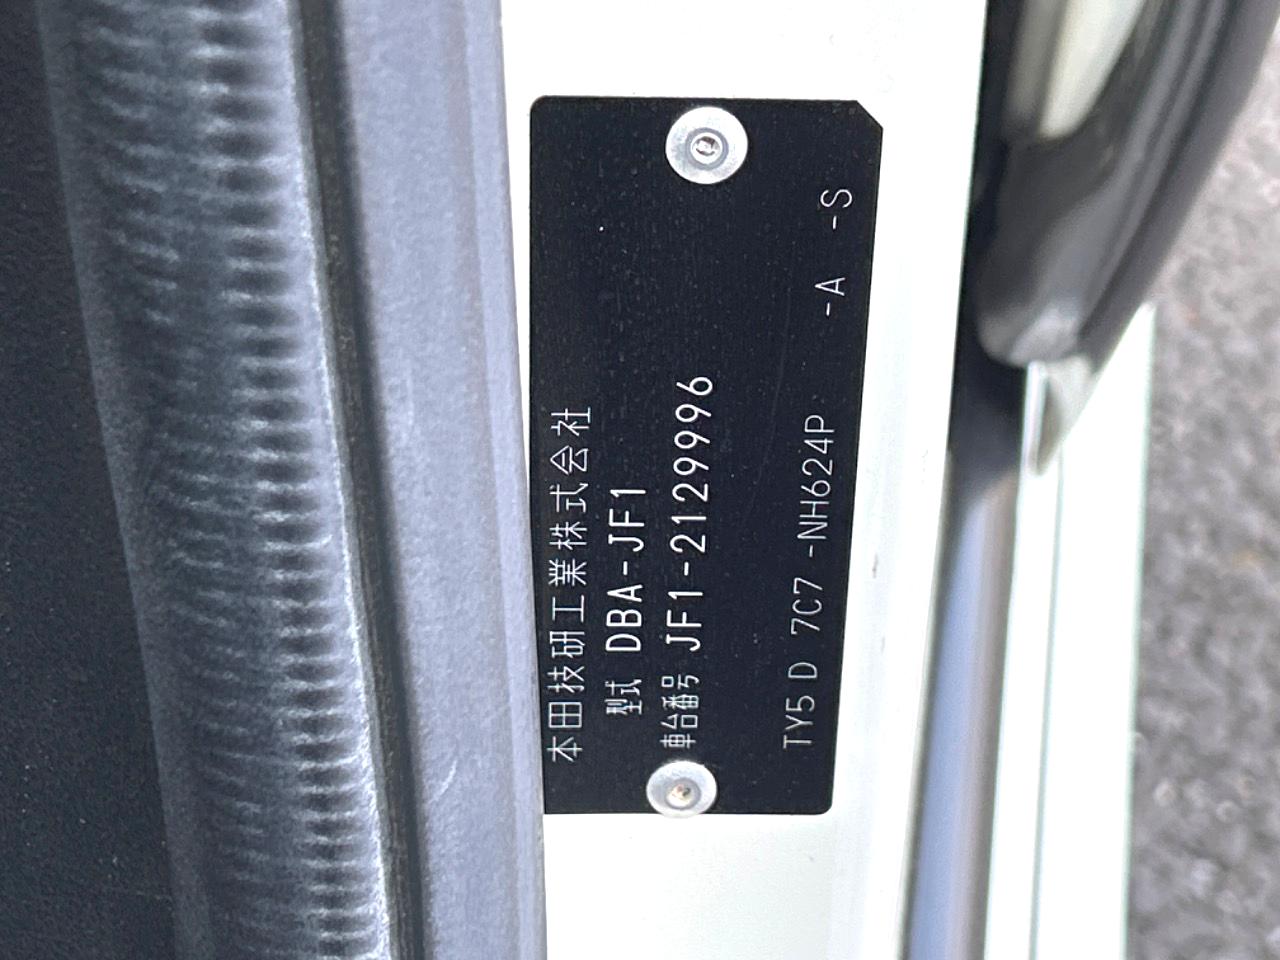 本田技研工業株式会社
型式 DBA-JF1
車台番号 JF1-2129996
TY5 D 7C7 -NH624P -A -S